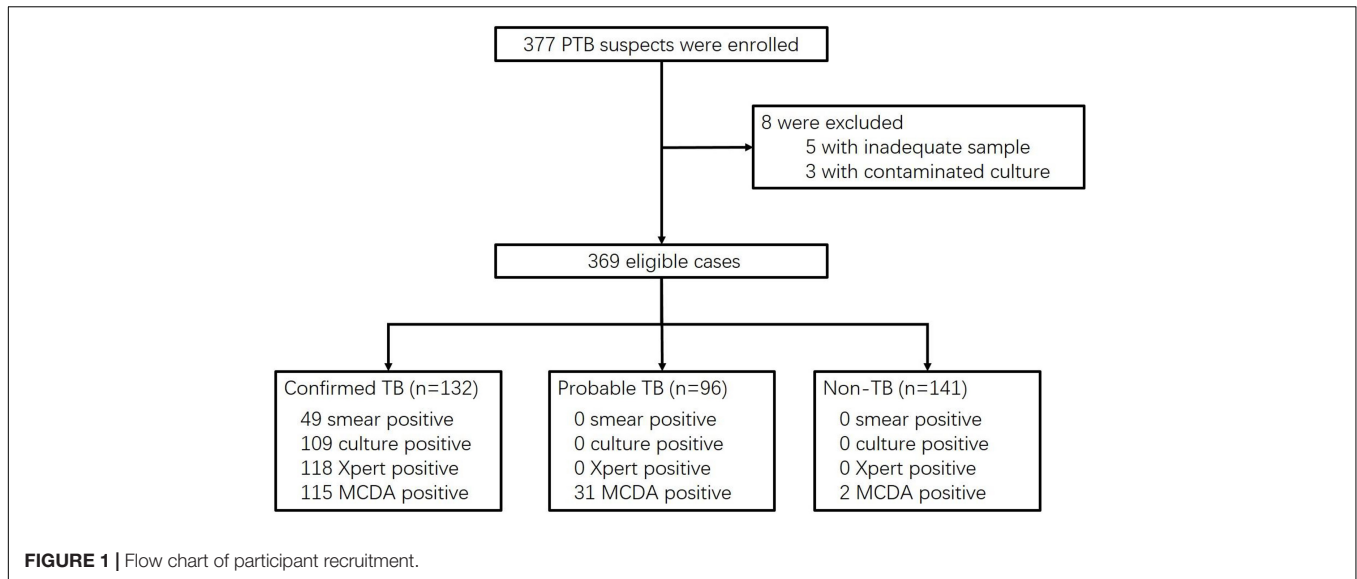 377 PTB suspects were enrolled
8 were excluded
5 with inadequate sample
3 with contaminated culture
369 eligible cases
Confirmed TB (n=132)
49 smear positive
109 culture positive
118 Xpert positive
115 MCDA positive
Probable TB (n=96)
0 smear positive
0 culture positive
0 Xpert positive
31 MCDA positive
Non-TB (n=141)
0 smear positive
0 culture positive
0 Xpert positive
2 MCDA positive
FIGURE 1 | Flow chart of participant recruitment.